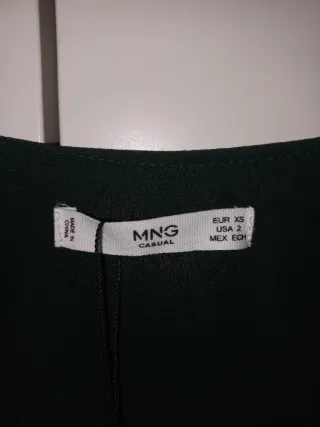 MADE IN
CHINA
MNG
CASUAL
EUR XS
USA 2
MEX ECH